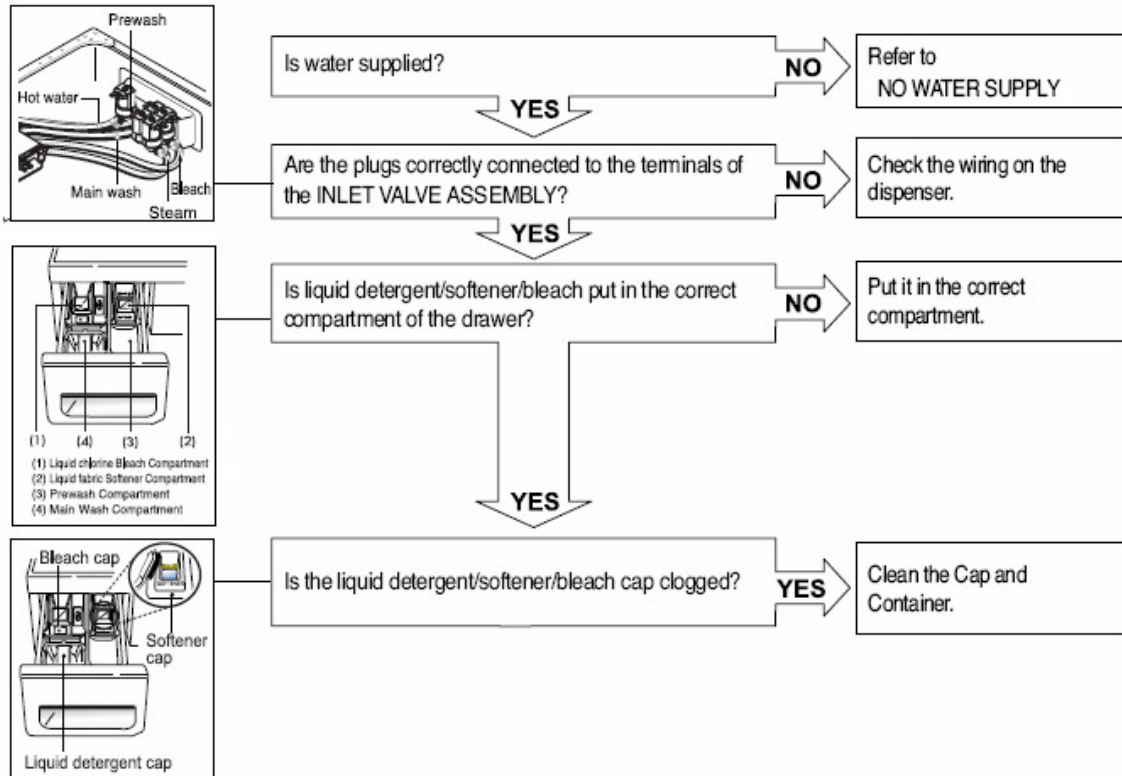 Prewash
Hot water
Main wash
Bleach
Steam
Is water supplied?
NO
Refer to
NO WATER SUPPLY
YES
Are the plugs correctly connected to the terminals of
the INLET VALVE ASSEMBLY?
NO
Check the wiring on the
dispenser.
YES
(1) (4) (3) (2)
(1) Liquid chlorine Bleach Compartment
(2) Liquid fabric Softener Compartment
(3) Prewash Compartment
(4) Main Wash Compartment
Is liquid detergent/softener/bleach put in the correct
compartment of the drawer?
NO
Put it in the correct
compartment.
YES
Bleach cap
Softener
cap
Liquid detergent cap
Is the liquid detergent/softener/bleach cap clogged?
YES
Clean the Cap and
Container.